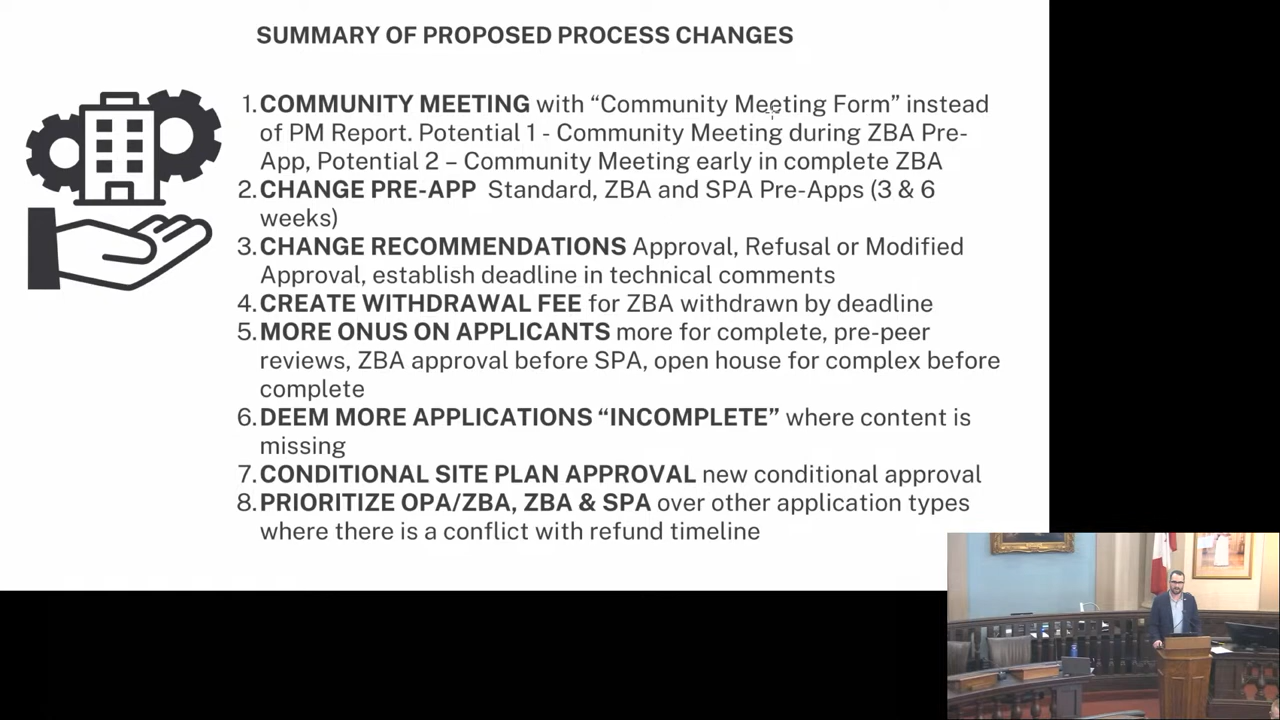 SUMMARY OF PROPOSED PROCESS CHANGES
1. COMMUNITY MEETING with “Community Meeting Form” instead
of PM Report. Potential 1 - Community Meeting during ZBA Pre-
App, Potential 2 – Community Meeting early in complete ZBA
2. CHANGE PRE-APP Standard, ZBA and SPA Pre-Apps (3 & 6
weeks)
3. CHANGE RECOMMENDATIONS Approval, Refusal or Modified
Approval, establish deadline in technical comments
4. CREATE WITHDRAWAL FEE for ZBA withdrawn by deadline
5. MORE ONUS ON APPLICANTS more for complete, pre-peer
reviews, ZBA approval before SPA, open house for complex before
complete
6. DEEM MORE APPLICATIONS “INCOMPLETE” where content is
missing
7. CONDITIONAL SITE PLAN APPROVAL new conditional approval
8. PRIORITIZE OPA/ZBA, ZBA & SPA over other application types
where there is a conflict with refund timeline